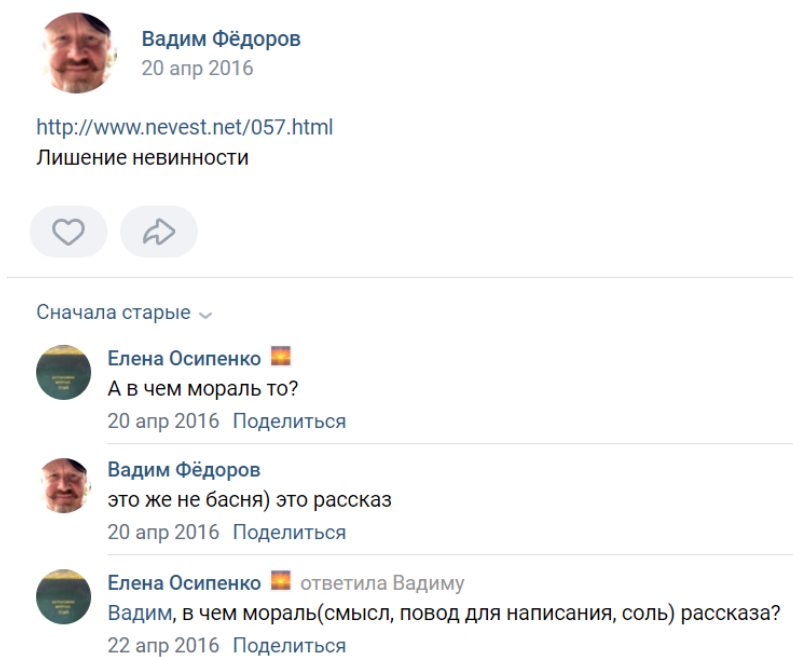 Вадим Фёдоров
20 апр 2016
http://www.nevest.net/057.html
Лишение невинности
Сначала старые
Елена Осипенко
А в чем мораль то?
20 апр 2016 Поделиться
Вадим Фёдоров
это же не басня) это рассказ
20 апр 2016 Поделиться
Елена Осипенко ответила Вадиму
Вадим, в чем мораль(смысл, повод для написания, соль) рассказа?
22 апр 2016 Поделиться